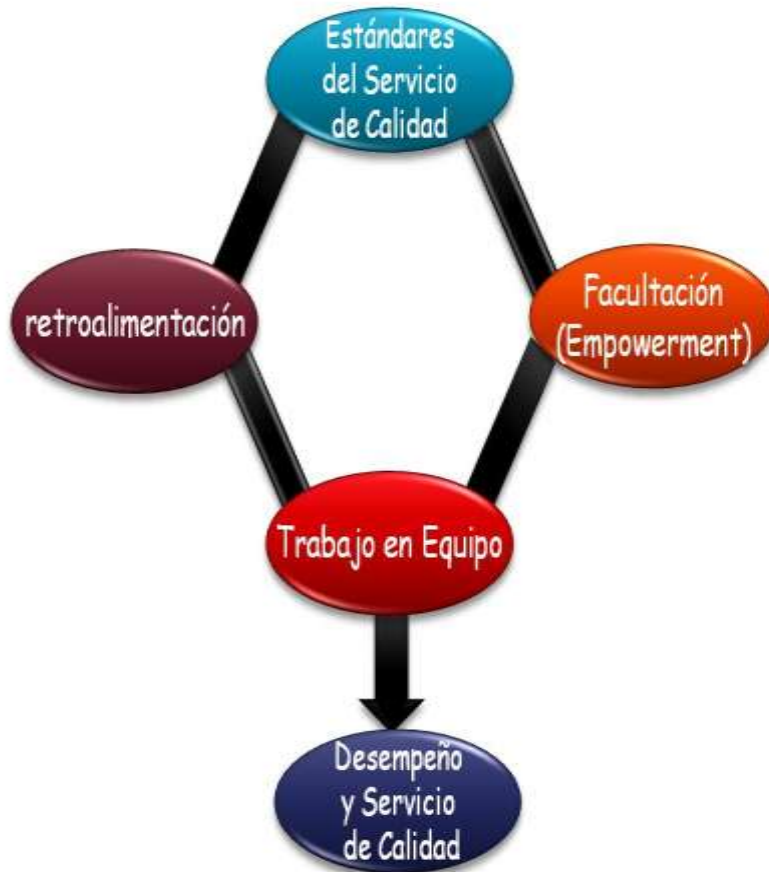 Estándares
del Servicio
de Calidad
retroalimentación
Facultación
(Empowerment)
Trabajo en Equipo
Desempeño
y Servicio
de Calidad